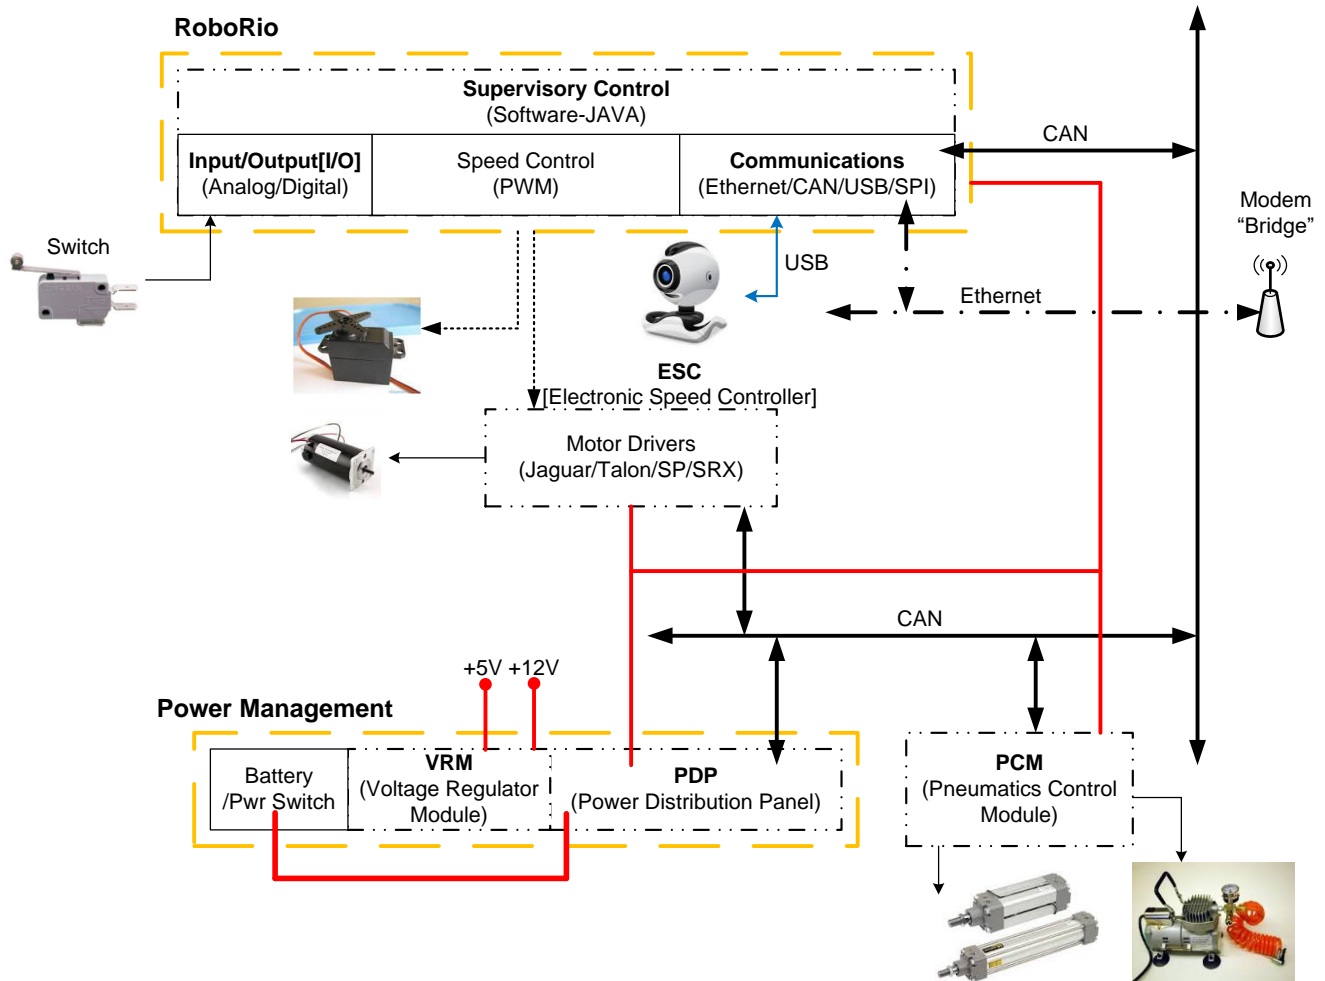 RoboRio
Supervisory Control
(Software-JAVA)
Input/Output[I/O]
(Analog/Digital)
Speed Control
(PWM)
Communications
(Ethernet/CAN/USB/SPI)
CAN
Modem
“Bridge”
Switch
USB
Ethernet
ESC
[Electronic Speed Controller]
Motor Drivers
(Jaguar/Talon/SP/SRX)
CAN
+5V +12V
Power Management
Battery
/Pwr Switch
VRM
(Voltage Regulator
Module)
PDP
(Power Distribution Panel)
PCM
(Pneumatics Control
Module)